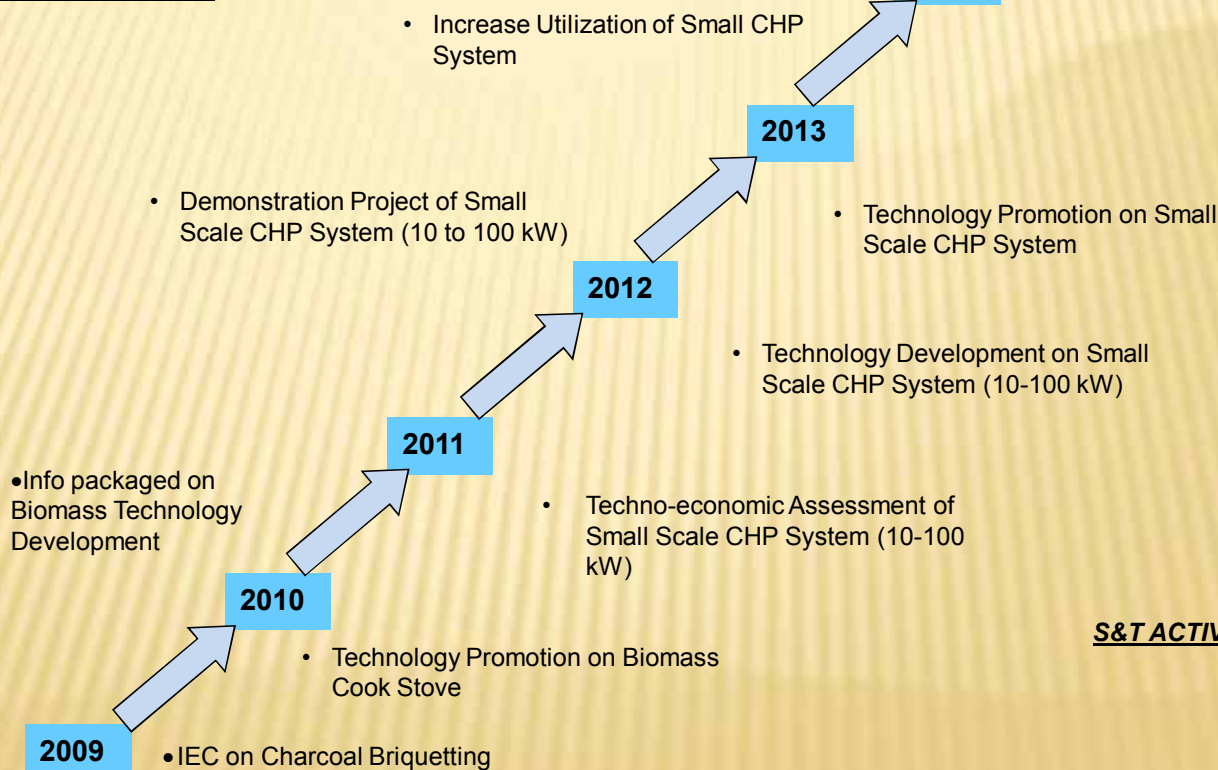 • Increase Utilization of Small CHP
System
2013
• Demonstration Project of Small
Scale CHP System (10 to 100 kW)
• Technology Promotion on Small
Scale CHP System
2012
• Technology Development on Small
Scale CHP System (10-100 kW)
2011
•Info packaged on
Biomass Technology
Development
• Techno-economic Assessment of
Small Scale CHP System (10-100
kW)
2010
S&T ACTIV
• Technology Promotion on Biomass
Cook Stove
2009
•IEC on Charcoal Briquetting